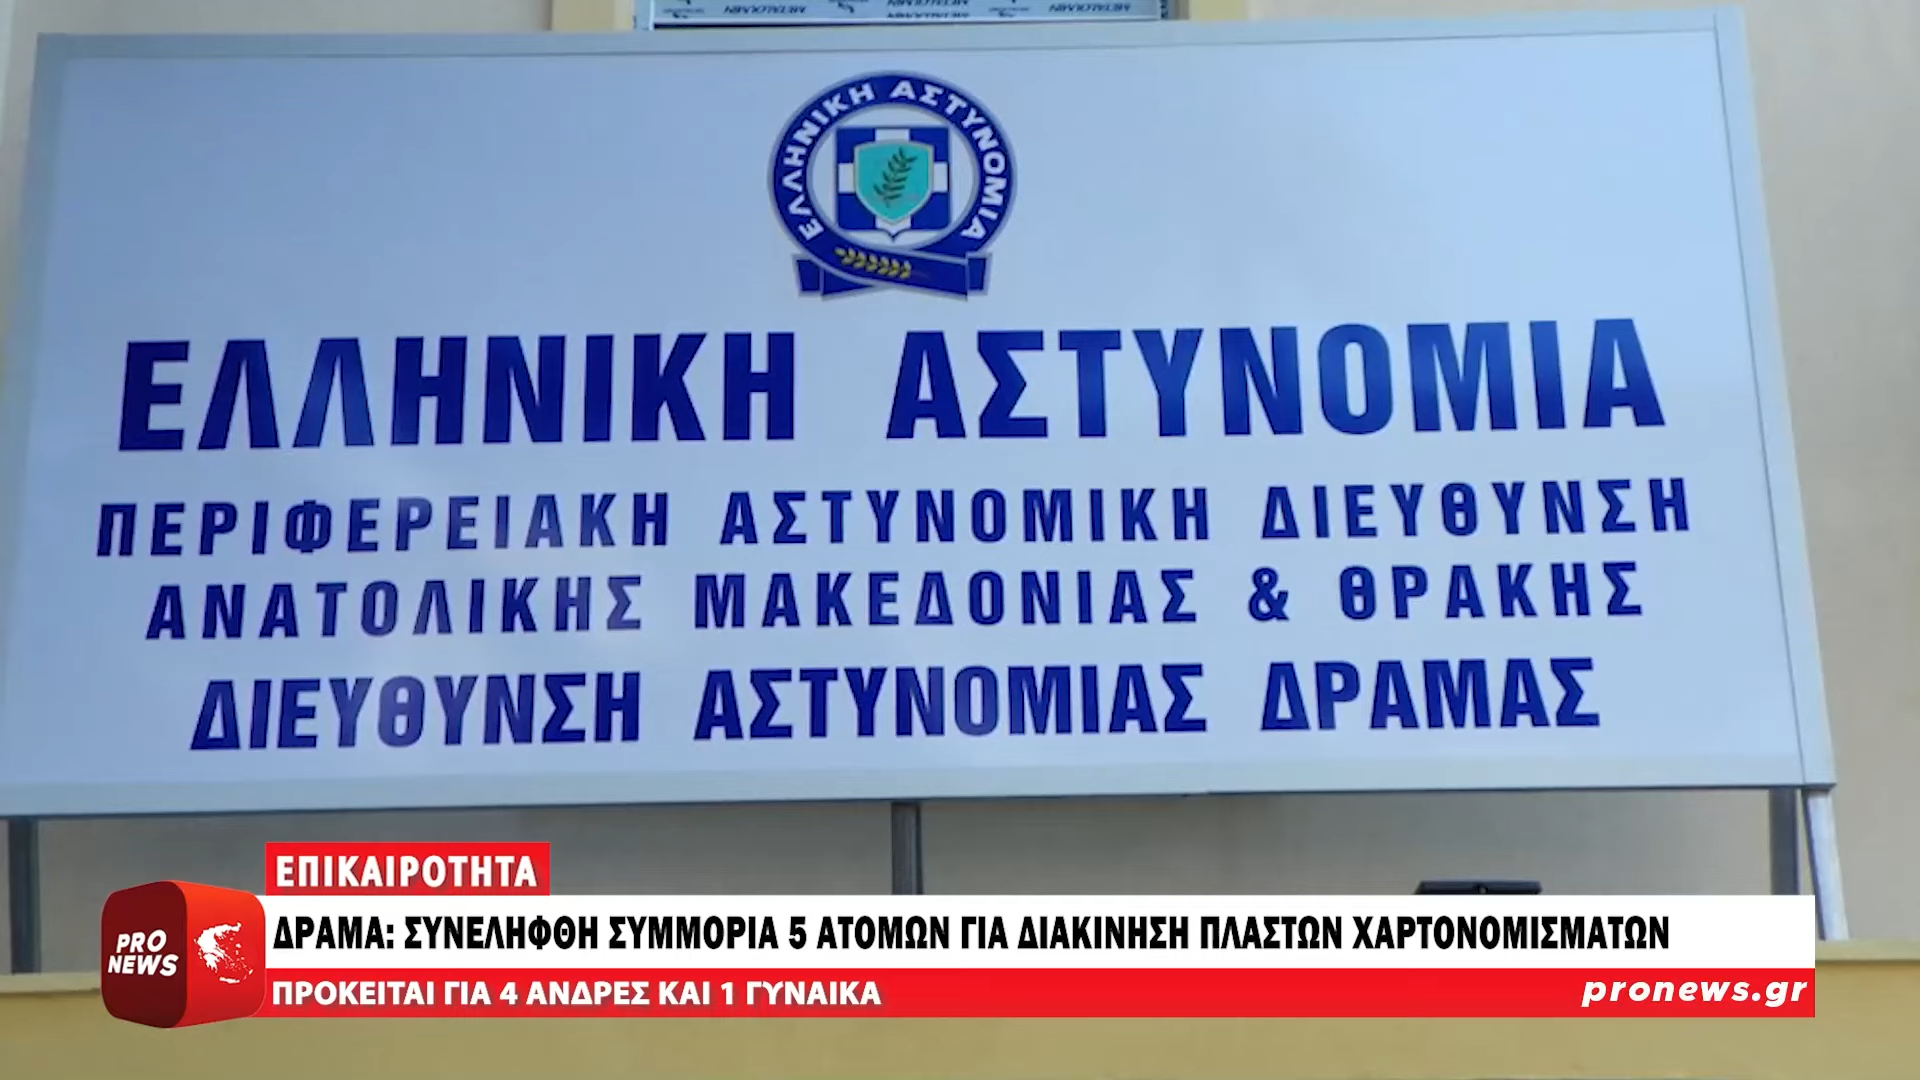 ΕΛΛΗΝΙΚΗ ΑΣΤΥΝΟΜΙΑ
ΕΛΛΗΝΙΚΗ ΑΣΤΥΝΟΜΙΑ
ΠΕΡΙΦΕΡΕΙΑΚΗ ΑΣΤΥΝΟΜΙΚΗ ΔΙΕΥΘΥΝΣΗ
ΑΝΑΤΟΛΙΚΗΣ ΜΑΚΕΔΟΝΙΑΣ & ΘΡΑΚΗΣ
ΔΙΕΥΘΥΝΣΗ ΑΣΤΥΝΟΜΙΑΣ ΔΡΑΜΑΣ
ΕΠΙΚΑΙΡΟΤΗΤΑ
PRO
NEWS
ΔΡΑΜΑ: ΣΥΝΕΛΗΦΘΗ ΣΥΜΜΟΡΙΑ 5 ΑΤΟΜΩΝ ΓΙΑ ΔΙΑΚΙΝΗΣΗ ΠΛΑΣΤΩΝ ΧΑΡΤΟΝΟΜΙΣΜΑΤΩΝ
ΠΡΟΚΕΙΤΑΙ ΓΙΑ 4 ΑΝΔΡΕΣ ΚΑΙ 1 ΓΥΝΑΙΚΑ
pronews.gr